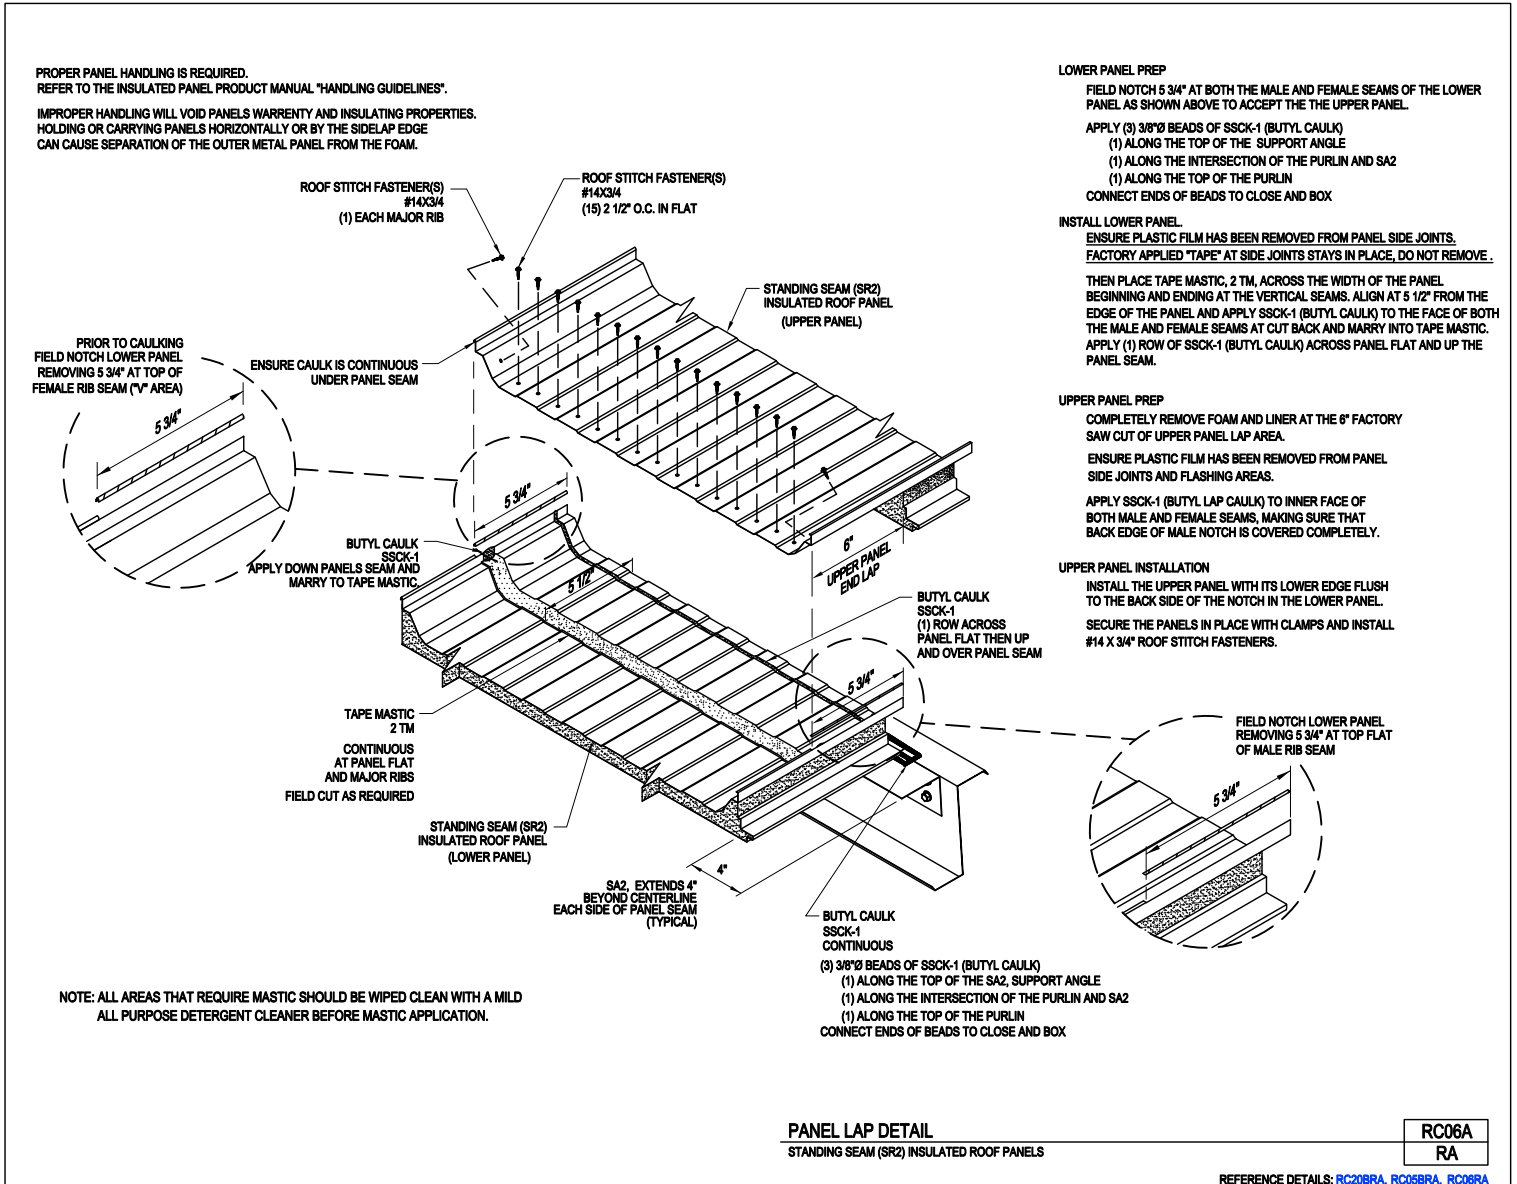 PROPER PANEL HANDLING IS REQUIRED.
REFER TO THE INSULATED PANEL PRODUCT MANUAL "HANDLING GUIDELINES".
IMPROPER HANDLING WILL VOID PANELS WARRENTY AND INSULATING PROPERTIES.
HOLDING OR CARRYING PANELS HORIZONTALLY OR BY THE SIDELAP EDGE
CAN CAUSE SEPARATION OF THE OUTER METAL PANEL FROM THE FOAM.
ROOF STITCH FASTENER(S)
#14X3/4
(1) EACH MAJOR RIB
ROOF STITCH FASTENER(S)
#14X3/4
(15) 2 1/2" O.C. IN FLAT
STANDING SEAM (SR2)
INSULATED ROOF PANEL
(UPPER PANEL)
PRIOR TO CAULKING
FIELD NOTCH LOWER PANEL
REMOVING 5 3/4" AT TOP OF
FEMALE RIB SEAM ("V" AREA)
5 3/4"
ENSURE CAULK IS CONTINUOUS
UNDER PANEL SEAM
5 3/4"
BUTYL CAULK
SSCK-1
APPLY DOWN PANELS SEAM AND
MARRY TO TAPE MASTIC.
5 1/2"
6"
UPPER PANEL
END LAP
BUTYL CAULK
SSCK-1
(1) ROW ACROSS
PANEL FLAT THEN UP
AND OVER PANEL SEAM
5 3/4"
TAPE MASTIC
2 TM
CONTINUOUS
AT PANEL FLAT
AND MAJOR RIBS
FIELD CUT AS REQUIRED
STANDING SEAM (SR2)
INSULATED ROOF PANEL
(LOWER PANEL)
4"
SA2, EXTENDS 4"
BEYOND CENTERLINE
EACH SIDE OF PANEL SEAM
(TYPICAL)
BUTYL CAULK
SSCK-1
CONTINUOUS
(3) 3/8"Ø BEADS OF SSCK-1 (BUTYL CAULK)
(1) ALONG THE TOP OF THE SA2, SUPPORT ANGLE
(1) ALONG THE INTERSECTION OF THE PURLIN AND SA2
(1) ALONG THE TOP OF THE PURLIN
CONNECT ENDS OF BEADS TO CLOSE AND BOX
FIELD NOTCH LOWER PANEL
REMOVING 5 3/4" AT TOP FLAT
OF MALE RIB SEAM
5 3/4"
LOWER PANEL PREP
FIELD NOTCH 5 3/4" AT BOTH THE MALE AND FEMALE SEAMS OF THE LOWER
PANEL AS SHOWN ABOVE TO ACCEPT THE THE UPPER PANEL.
APPLY (3) 3/8"Ø BEADS OF SSCK-1 (BUTYL CAULK)
(1) ALONG THE TOP OF THE SUPPORT ANGLE
(1) ALONG THE INTERSECTION OF THE PURLIN AND SA2
(1) ALONG THE TOP OF THE PURLIN
CONNECT ENDS OF BEADS TO CLOSE AND BOX
INSTALL LOWER PANEL.
ENSURE PLASTIC FILM HAS BEEN REMOVED FROM PANEL SIDE JOINTS.
FACTORY APPLIED "TAPE" AT SIDE JOINTS STAYS IN PLACE, DO NOT REMOVE .
THEN PLACE TAPE MASTIC, 2 TM, ACROSS THE WIDTH OF THE PANEL
BEGINNING AND ENDING AT THE VERTICAL SEAMS. ALIGN AT 5 1/2" FROM THE
EDGE OF THE PANEL AND APPLY SSCK-1 (BUTYL CAULK) TO THE FACE OF BOTH
THE MALE AND FEMALE SEAMS AT CUT BACK AND MARRY INTO TAPE MASTIC.
APPLY (1) ROW OF SSCK-1 (BUTYL CAULK) ACROSS PANEL FLAT AND UP THE
PANEL SEAM.
UPPER PANEL PREP
COMPLETELY REMOVE FOAM AND LINER AT THE 6" FACTORY
SAW CUT OF UPPER PANEL LAP AREA.
ENSURE PLASTIC FILM HAS BEEN REMOVED FROM PANEL
SIDE JOINTS AND FLASHING AREAS.
APPLY SSCK-1 (BUTYL LAP CAULK) TO INNER FACE OF
BOTH MALE AND FEMALE SEAMS, MAKING SURE THAT
BACK EDGE OF MALE NOTCH IS COVERED COMPLETELY.
UPPER PANEL INSTALLATION
INSTALL THE UPPER PANEL WITH ITS LOWER EDGE FLUSH
TO THE BACK SIDE OF THE NOTCH IN THE LOWER PANEL.
SECURE THE PANELS IN PLACE WITH CLAMPS AND INSTALL
#14 X 3/4" ROOF STITCH FASTENERS.
NOTE: ALL AREAS THAT REQUIRE MASTIC SHOULD BE WIPED CLEAN WITH A MILD
ALL PURPOSE DETERGENT CLEANER BEFORE MASTIC APPLICATION.
PANEL LAP DETAIL
STANDING SEAM (SR2) INSULATED ROOF PANELS
RC06A
RA
REFERENCE DETAILS: RC20BRA, RC05BRA, RC06RA